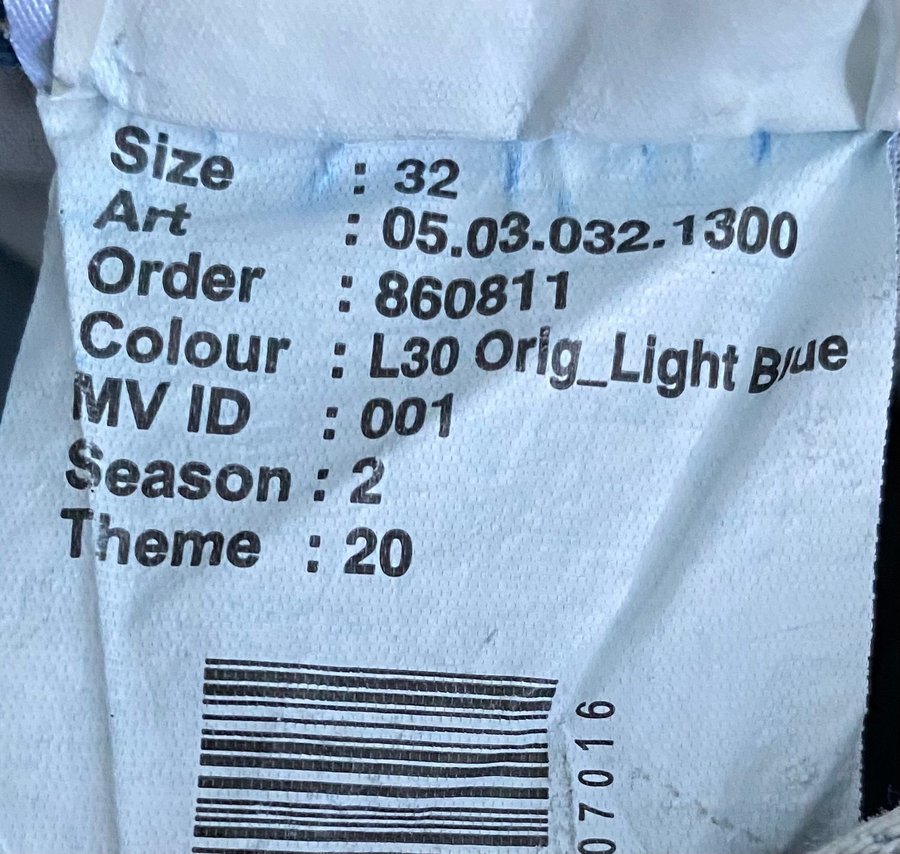 Size : 32
Art : 05.03.032-1300
Order : 860811
Colour : L30 Orig_Light Blue
MV ID : 001
Season : 2
Theme : 20
07016